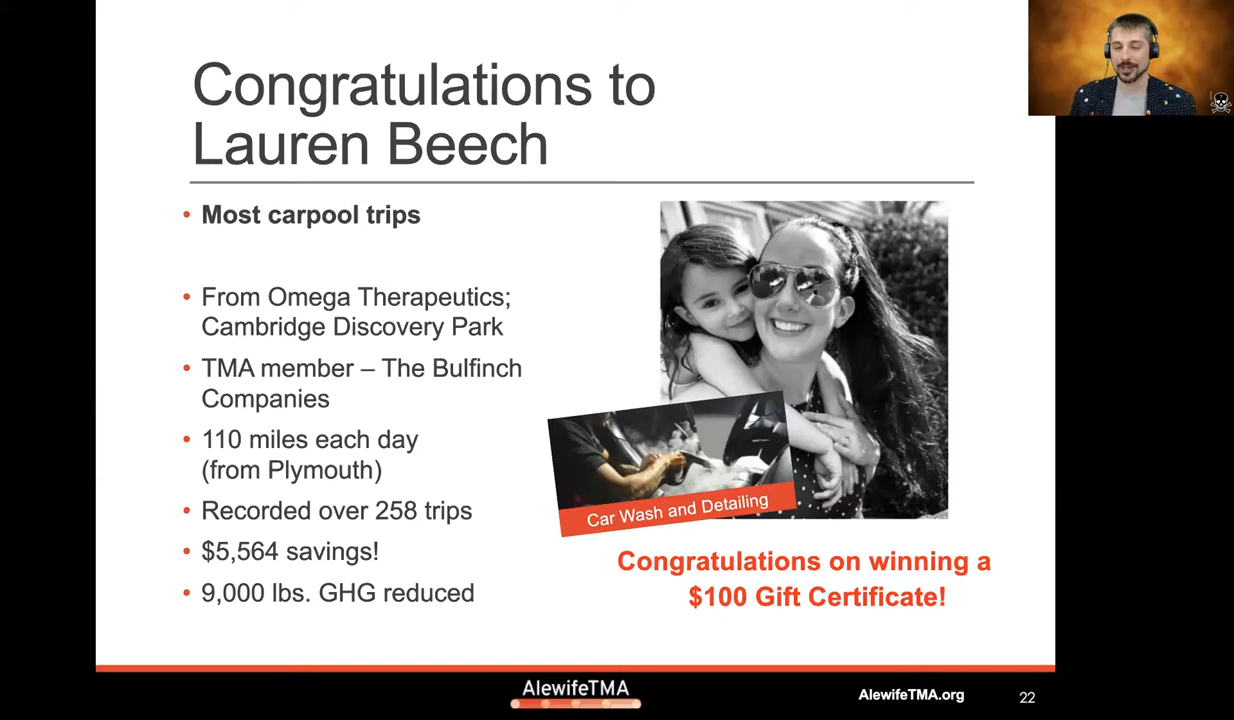 Congratulations to
Lauren Beech
• Most carpool trips
• From Omega Therapeutics;
Cambridge Discovery Park
• TMA member – The Bulfinch
Companies
• 110 miles each day
(from Plymouth)
• Recorded over 258 trips
• $5,564 savings!
• 9,000 lbs. GHG reduced
Car Wash and Detailing
Congratulations on winning a
$100 Gift Certificate!
AlewifeTMA
AlewifeTMA.org
22